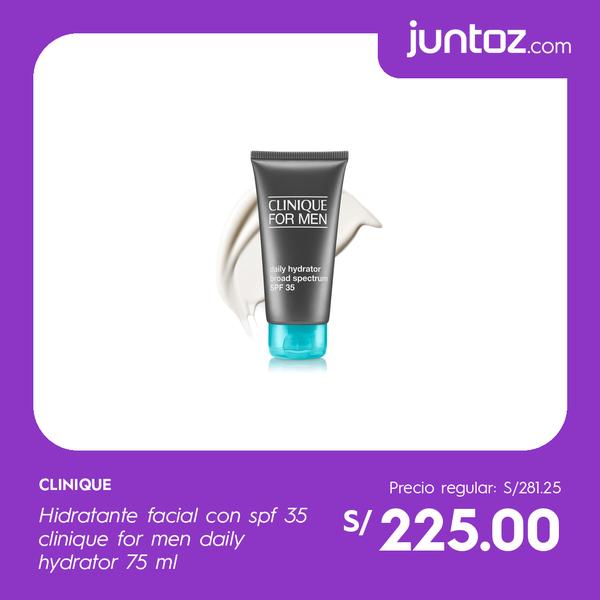 juntoz.com
CLINIQUE
FOR MEN
daily hydrator
broad spectrum
SPF 35
CLINIQUE
Hidratante facial con spf 35
clinique for men daily
hydrator 75 ml
Precio regular: S/281.25
S/ 225.00